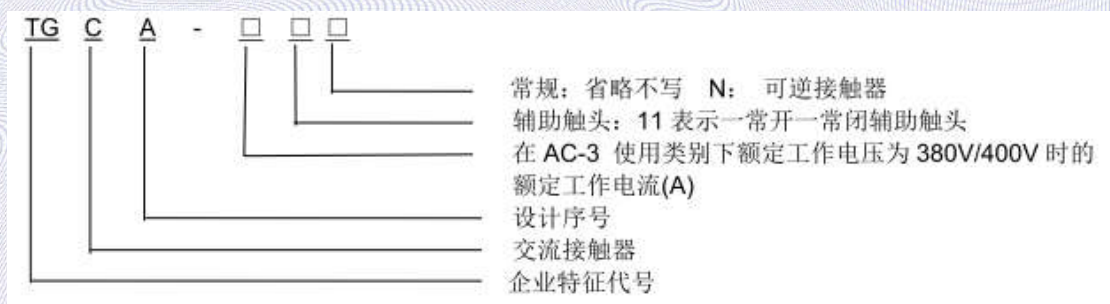 TG C A - □ □ □
常规：省略不写 N： 可逆接触器
辅助触头：11 表示一常开一常闭辅助触头
在 AC-3 使用类别下额定工作电压为 380V/400V 时的
额定工作电流(A)
设计序号
交流接触器
企业特征代号